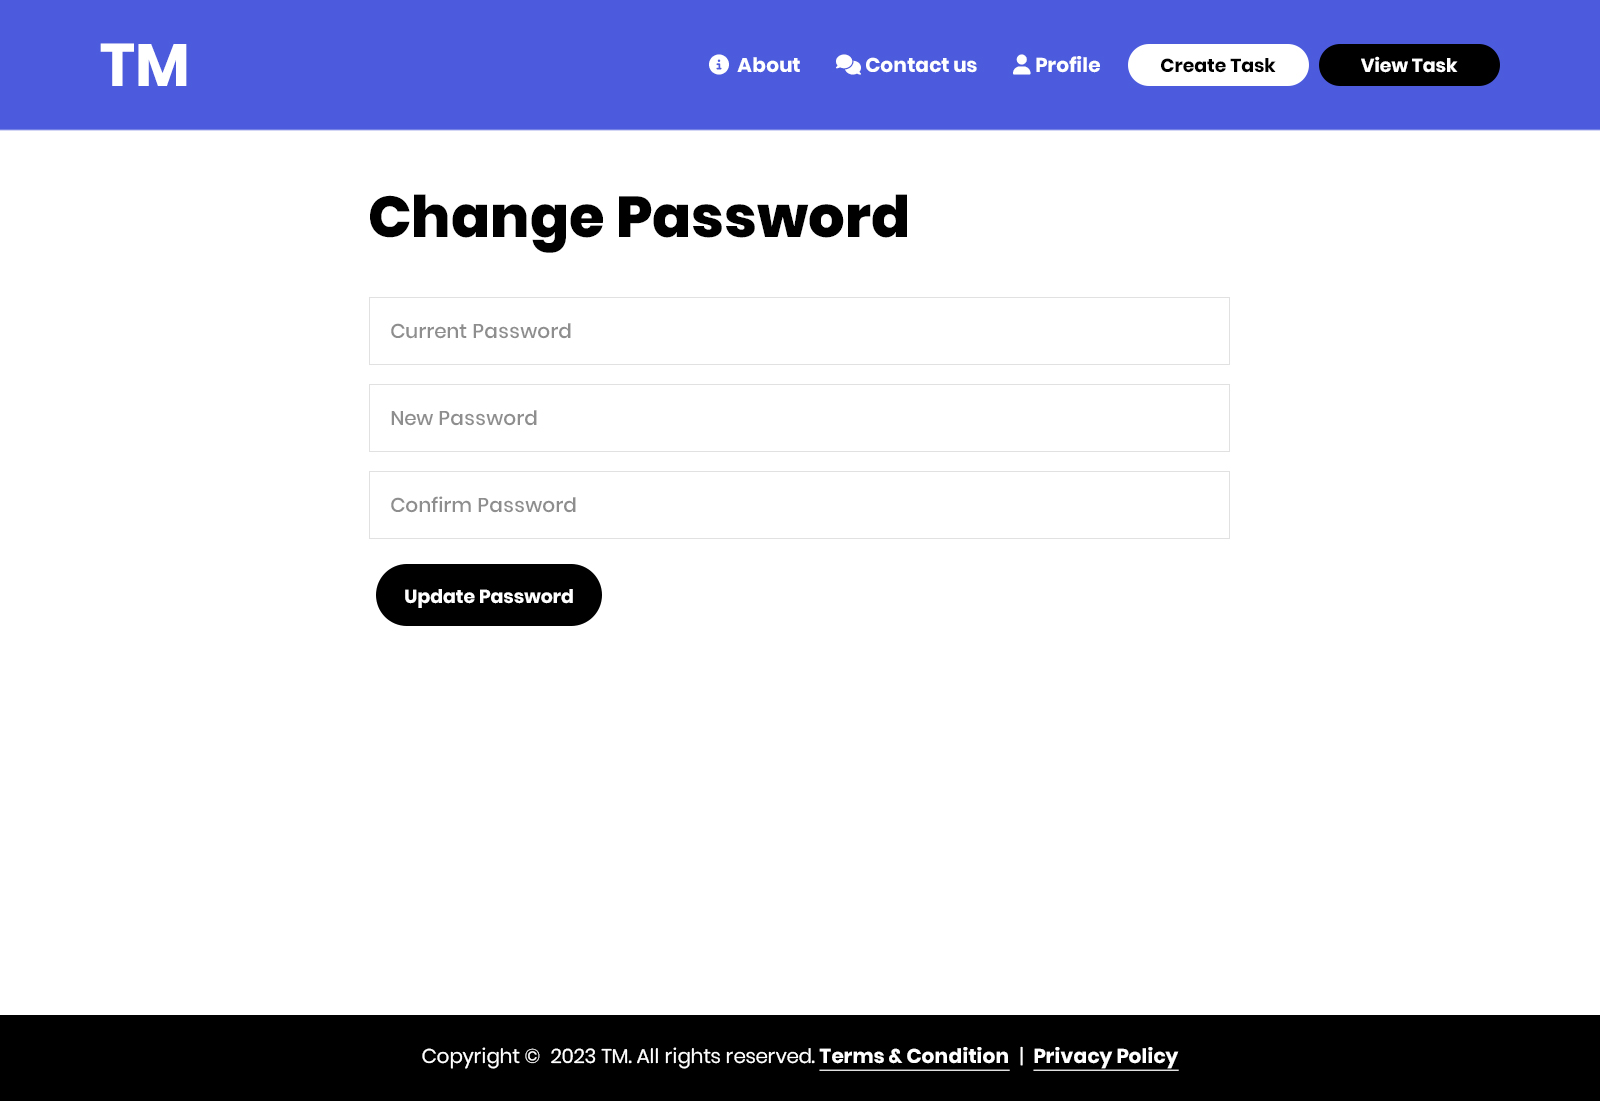 TM
About
Contact us
Profile
Create Task
View Task
Change Password
Current Password
New Password
Confirm Password
Update Password
Copyright © 2023 TM. All rights reserved. Terms & Condition | Privacy Policy